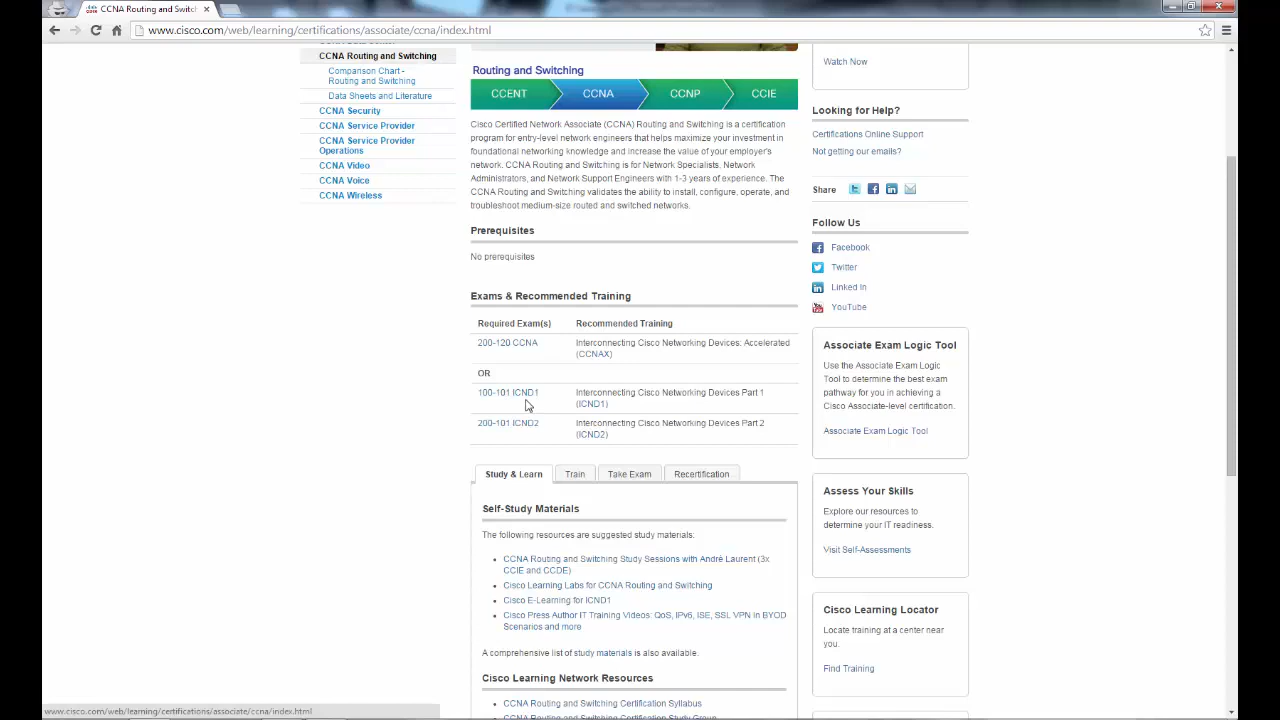 CCNA Routing and Switch
www.cisco.com/web/learning/certifications/associate/ccna/index.html
CCNA Routing and Switching
Comparison Chart -
Routing and Switching
Data Sheets and Literature
CCNA Security
CCNA Service Provider
CCNA Service Provider
Operations
CCNA Video
CCNA Voice
CCNA Wireless
Routing and Switching
CCENT CCNA CCNP CCIE
Cisco Certified Network Associate (CCNA) Routing and Switching is a certification
program for entry-level network engineers that helps maximize your investment in
foundational networking knowledge and increase the value of your employer's
network. CCNA Routing and Switching is for Network Specialists, Network
Administrators, and Network Support Engineers with 1-3 years of experience. The
CCNA Routing and Switching validates the ability to install, configure, operate, and
troubleshoot medium-size routed and switched networks.
Prerequisites
No prerequisites
Exams & Recommended Training
Required Exam(s) Recommended Training
200-120 CCNA Interconnecting Cisco Networking Devices: Accelerated
(CCNAX)
OR
100-101 ICND1 Interconnecting Cisco Networking Devices Part 1
(ICND1)
200-101 ICND2 Interconnecting Cisco Networking Devices Part 2
(ICND2)
Study & Learn Train Take Exam Recertification
Self-Study Materials
The following resources are suggested study materials:
CCNA Routing and Switching Study Sessions with Andrè Laurent (3x
CCIE and CCDE)
Cisco Learning Labs for CCNA Routing and Switching
Cisco E-Learning for ICND1
Cisco Press Author IT Training Videos: QoS, IPv6, ISE, SSL VPN in BYOD
Scenarios and more
A comprehensive list of study materials is also available.
Cisco Learning Network Resources
CCNA Routing and Switching Certification Syllabus
CCNA Routing and Switching Certification Study Group
Watch Now
Looking for Help?
Certifications Online Support
Not getting our emails?
Share
Follow Us
Facebook
Twitter
Linked In
YouTube
Associate Exam Logic Tool
Use the Associate Exam Logic
Tool to determine the best exam
pathway for you in achieving a
Cisco Associate-level certification.
Associate Exam Logic Tool
Assess Your Skills
Explore our resources to
determine your IT readiness.
Visit Self-Assessments
Cisco Learning Locator
Locate training at a center near
you.
Find Training
www.cisco.com/web/learning/certifications/associate/ccna/index.html